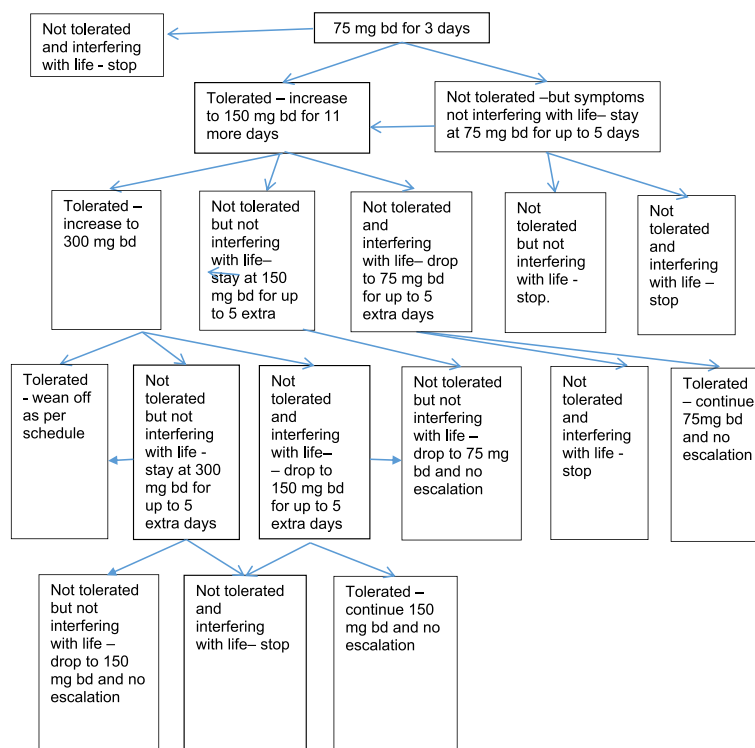 75 mg bd for 3 days
Not tolerated
and interfering
with life - stop
Tolerated – increase
to 150 mg bd for 11
more days
Not tolerated –but symptoms
not interfering with life– stay
at 75 mg bd for up to 5 days
Tolerated –
increase to
300 mg bd
Not tolerated
but not
interfering
with life–
stay at 150
mg bd for up
to 5 extra
Not tolerated
and
interfering
with life– drop
to 75 mg bd
for up to 5
extra days
Not
tolerated
but not
interfering
with life -
stop.
Not
tolerated
and
interfering
with life –
stop
Tolerated
- wean off
as per
schedule
Not
tolerated
but not
interfering
with life -
stay at 300
mg bd for
up to 5
extra days
Not
tolerated
and
interfering
with life–
– drop to
150 mg bd
for up to 5
extra days
Not tolerated
but not
interfering
with life –
drop to 75 mg
bd and no
escalation
Not
tolerated
and
interfering
with life -
stop
Tolerated
– continue
75mg bd
and no
escalation
Not tolerated
but not
interfering
with life –
drop to 150
mg bd and no
escalation
Not tolerated
and
interfering
with life– stop
Tolerated –
continue 150
mg bd and no
escalation